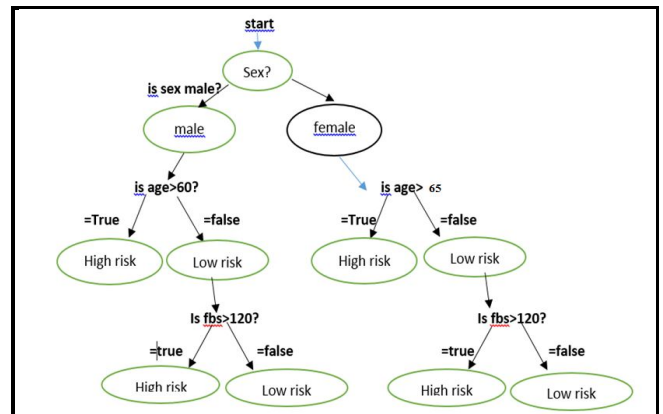 start
Sex?
is sex male?
male
female
is age>60?
is age> 65
=True
=false
=True
=false
High risk
Low risk
High risk
Low risk
Is fbs>120?
Is fbs>120?
=true
=false
=true
=false
High risk
Low risk
High risk
Low risk